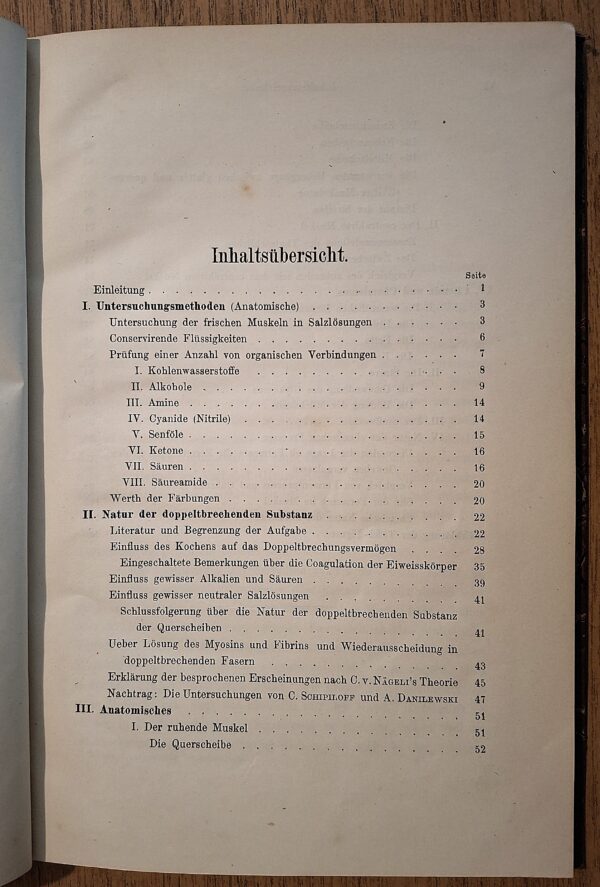 Inhaltsübersicht.
Seite
Einleitung . . . . . . . . . . . . . . . . . . . . 1
I. Untersuchungsmethoden (Anatomische) . . . . . . . . . . 3
Untersuchung der frischen Muskeln in Salzlösungen . . . . . . 3
Conservirende Flüssigkeiten . . . . . . . . . . . . . . 6
Prüfung einer Anzahl von organischen Verbindungen . . . . . . 7
I. Kohlenwasserstoffe . . . . . . . . . . . . . 8
II. Alkohole . . . . . . . . . . . . . . . . . 9
III. Amine . . . . . . . . . . . . . . . . . . 14
IV. Cyanide (Nitrile) . . . . . . . . . . . . . . 14
V. Senföle . . . . . . . . . . . . . . . . . . 15
VI. Ketone . . . . . . . . . . . . . . . . . . 16
VII. Säuren . . . . . . . . . . . . . . . . . . 16
VIII. Säureamide . . . . . . . . . . . . . . . . 20
Werth der Färbungen . . . . . . . . . . . . . . . 20
II. Natur der doppeltbrechenden Substanz . . . . . . . . . 22
Literatur und Begrenzung der Aufgabe . . . . . . . . . . 22
Einfluss des Kochens auf das Doppeltbrechungsvermögen . . . . 28
Eingeschaltete Bemerkungen über die Coagulation der Eiweisskörper 35
Einfluss gewisser Alkalien und Säuren . . . . . . . . . . 39
Einfluss gewisser neutraler Salzlösungen . . . . . . . . . 41
Schlussfolgerung über die Natur der doppeltbrechenden Substanz
der Querscheiben . . . . . . . . . . . . . . . 41
Ueber Lösung des Myosins und Fibrins und Wiederausscheidung in
doppeltbrechenden Fasern . . . . . . . . . . . . . 43
Erklärung der besprochenen Erscheinungen nach C. v. Nägeli's Theorie 45
Nachtrag: Die Untersuchungen von C. Schipiloff und A. Danilewski 47
III. Anatomisches . . . . . . . . . . . . . . . . . . 51
I. Der ruhende Muskel . . . . . . . . . . . . . 51
Die Querscheibe . . . . . . . . . . . . . . 52